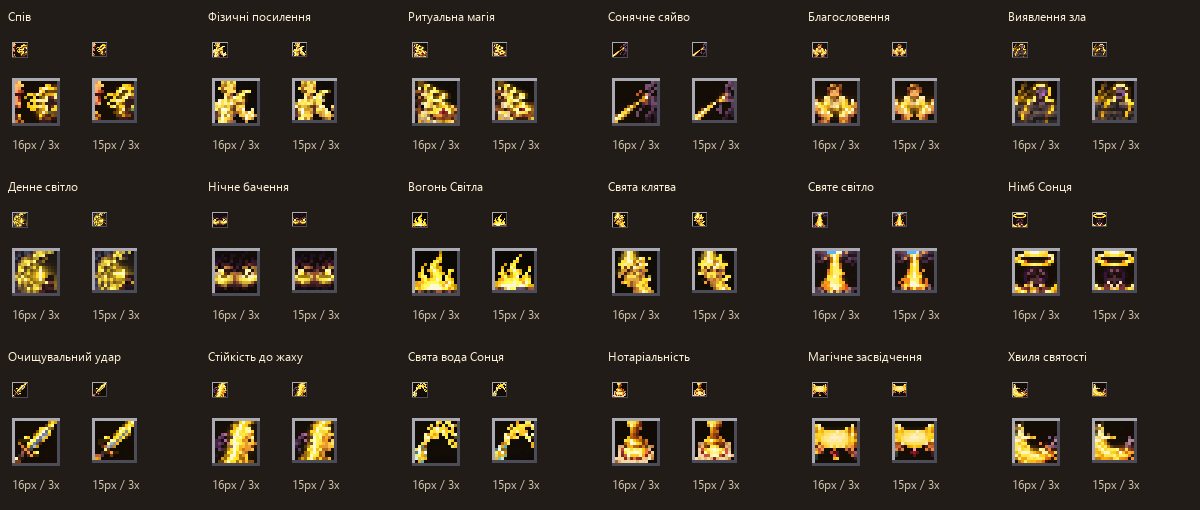 Спів Фізичні посилення Ритуальна магія Сонячне сяйво Благословення Виявлення зла
16px / 3x 15px / 3x 16px / 3x 15px / 3x 16px / 3x 15px / 3x 16px / 3x 15px / 3x 16px / 3x 15px / 3x 16px / 3x 15px / 3x
Денне світло Нічне бачення Вогонь Світла Свята клятва Святе світло Німб Сонця
16px / 3x 15px / 3x 16px / 3x 15px / 3x 16px / 3x 15px / 3x 16px / 3x 15px / 3x 16px / 3x 15px / 3x 16px / 3x 15px / 3x
Очищувальний удар Стійкість до жаху Свята вода Сонця Нотаріальність Магічне засвідчення Хвиля святості
16px / 3x 15px / 3x 16px / 3x 15px / 3x 16px / 3x 15px / 3x 16px / 3x 15px / 3x 16px / 3x 15px / 3x 16px / 3x 15px / 3x